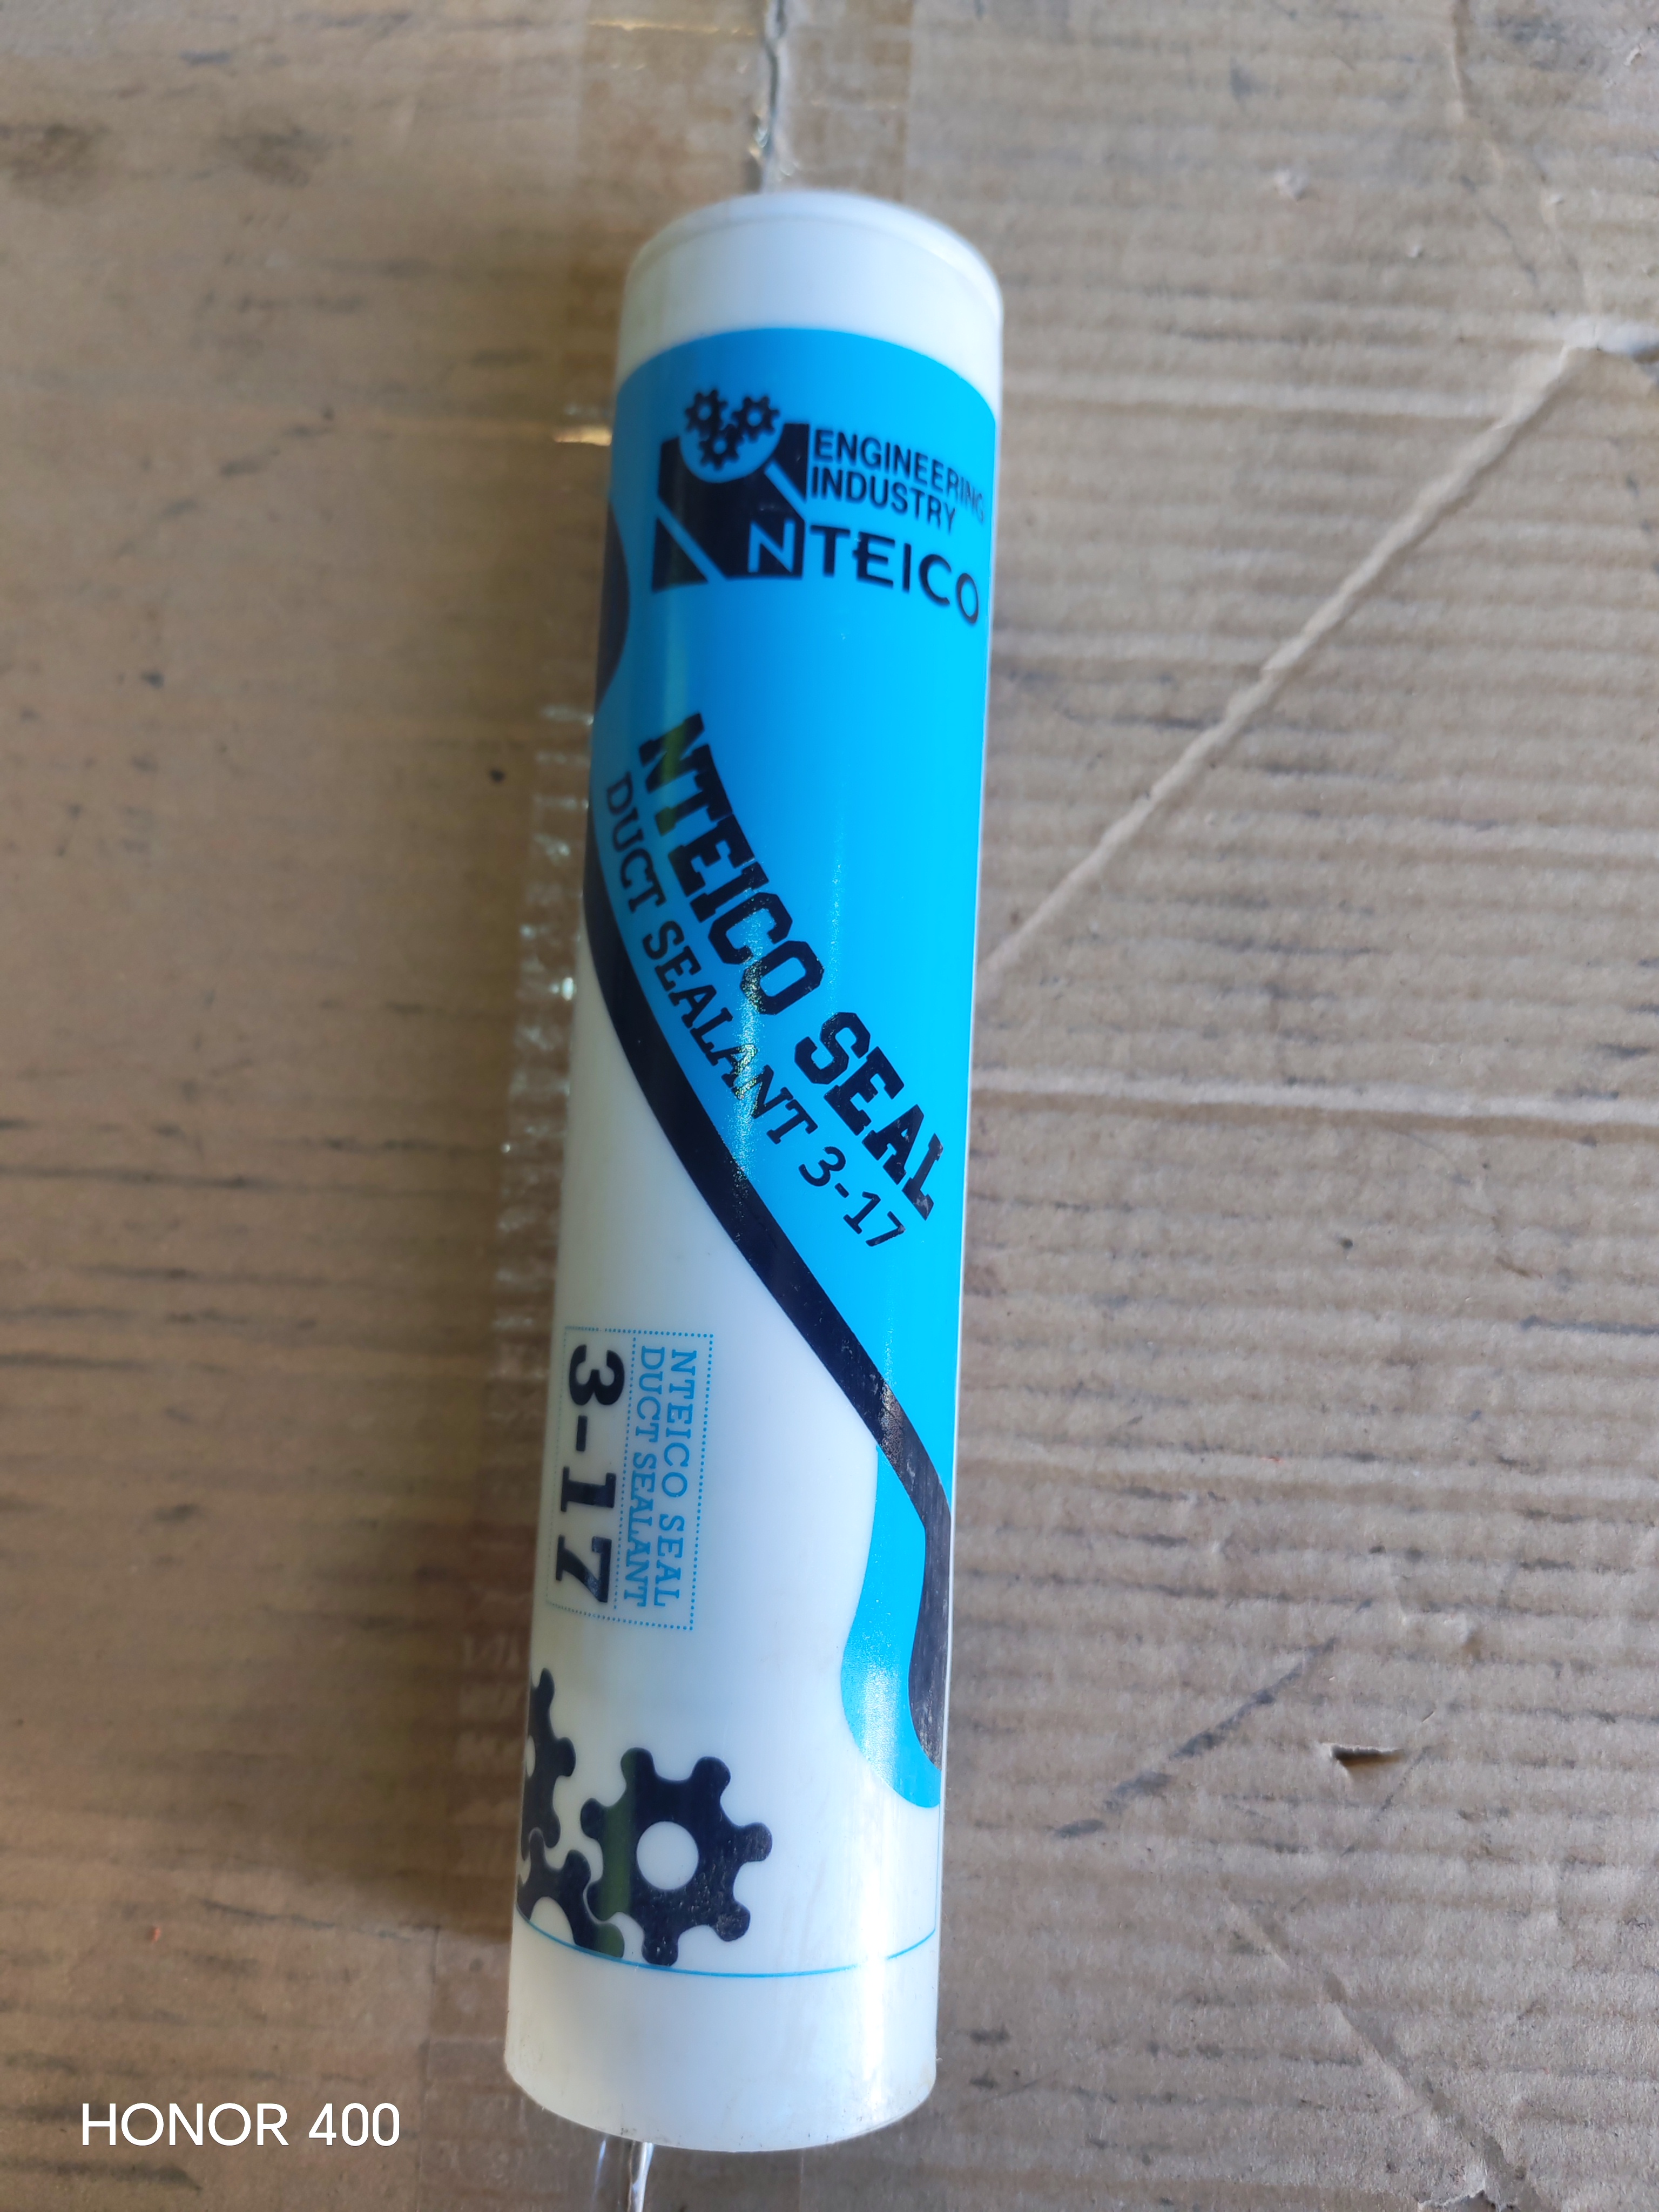 ENGINEERING
INDUSTRY
NTEICO
NTEICO SEAL
DUCT SEALANT 3-17
NTEICO SEAL
DUCT SEALANT
3-17
HONOR 400